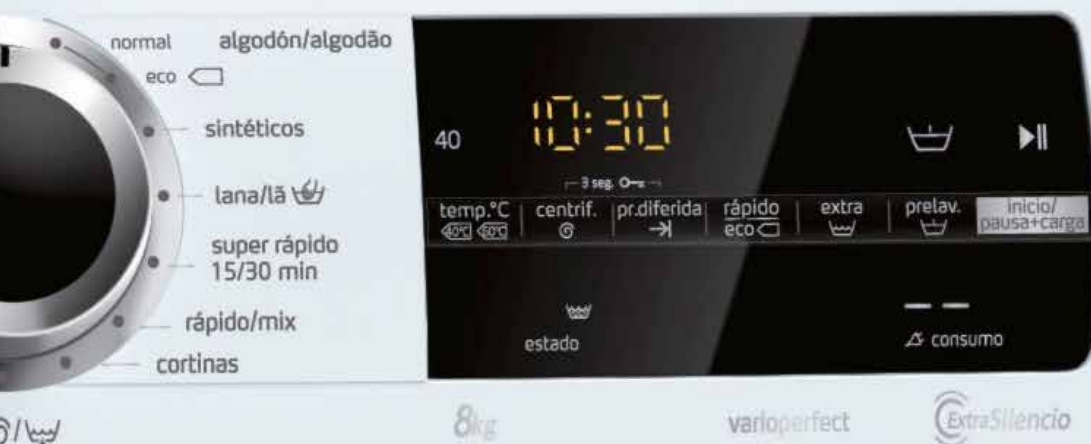 normal algodón/algodão
eco
sintéticos
lana/lã
super rápido
15/30 min
rápido/mix
cortinas
40
10:30
3 seg.
temp.°C centrif. pr.diferida rápido extra prelav. inicio/
40°C 60°C eco pausa+carga
estado
consumo
8kg
varioperfect
ExtraSilencio